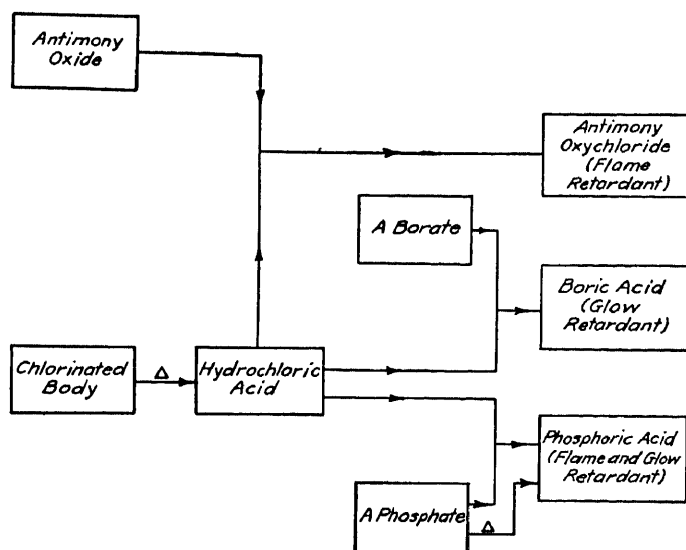 Antimony
Oxide
Antimony
Oxychloride
(Flame
Retardant)
A Borate
Boric Acid
(Glow
Retardant)
Chlorinated
Body
Δ
Hydrochloric
Acid
Phosphoric Acid
(Flame and Glow
Retardant)
A Phosphate
Δ